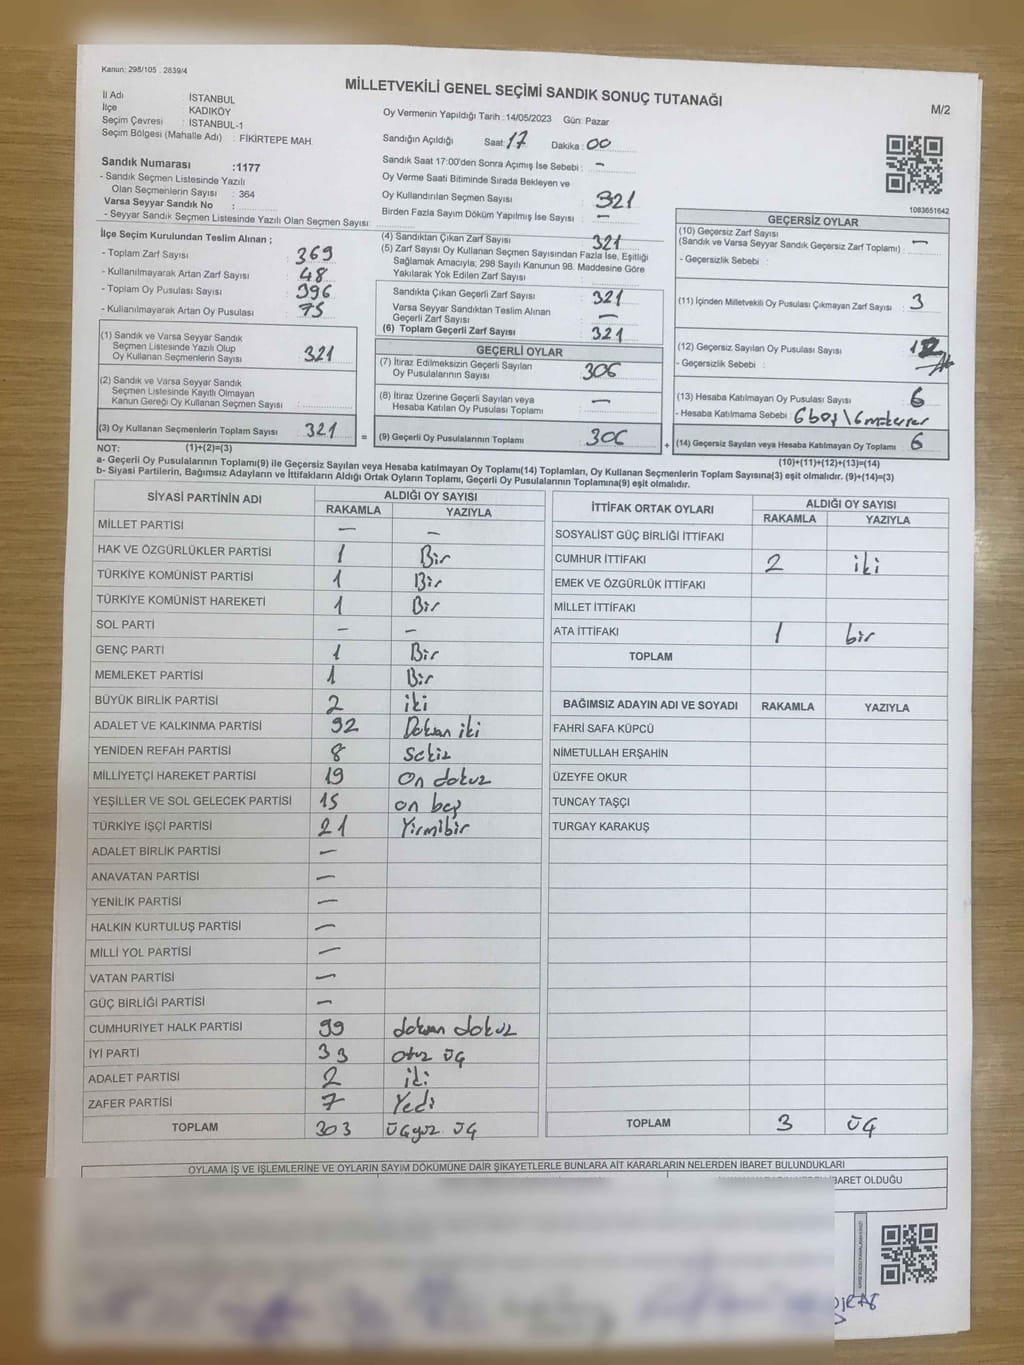 Kanun: 298/105 . 2839/4
MİLLETVEKİLİ GENEL SEÇİMİ SANDIK SONUÇ TUTANAĞI
M/2
İl Adı : İSTANBUL
İlçe : KADIKÖY
Seçim Çevresi : İSTANBUL-1
Seçim Bölgesi (Mahalle Adı) : FİKİRTEPE MAH.
Sandık Numarası :1177
- Sandık Seçmen Listesinde Yazılı
Olan Seçmenlerin Sayısı : 364
Varsa Seyyar Sandık No :
- Seyyar Sandık Seçmen Listesinde Yazılı Olan Seçmen Sayısı :
Oy Vermenin Yapıldığı Tarih :14/05/2023 Gün: Pazar
Sandığın Açıldığı Saat: 17 Dakika : 00
Sandık Saat 17:00'den Sonra Açımış İse Sebebi : —
Oy Verme Saati Bitiminde Sırada Bekleyen ve
Oy Kullandırılan Seçmen Sayısı : 321
Birden Fazla Sayım Döküm Yapılmış İse Sayısı : —
1083651642
İlçe Seçim Kurulundan Teslim Alınan ;
- Toplam Zarf Sayısı : 369
- Kullanılmayarak Artan Zarf Sayısı : 48
- Toplam Oy Pusulası Sayısı : 396
- Kullanılmayarak Artan Oy Pusulası : 75
(1) Sandık ve Varsa Seyyar Sandık
Seçmen Listesinde Yazılı Olup
Oy Kullanan Seçmenlerin Sayısı : 321
(2) Sandık ve Varsa Seyyar Sandık
Seçmen Listesinde Kayıtlı Olmayan
Kanun Gereği Oy Kullanan Seçmen Sayısı :
(3) Oy Kullanan Seçmenlerin Toplam Sayısı : 321
(4) Sandıktan Çıkan Zarf Sayısı : 321
(5) Zarf Sayısı Oy Kullanan Seçmen Sayısından Fazla İse, Eşitliği
Sağlamak Amacıyla; 298 Sayılı Kanunun 98. Maddesine Göre
Yakılarak Yok Edilen Zarf Sayısı :
Sandıkta Çıkan Geçerli Zarf Sayısı : 321
Varsa Seyyar Sandıktan Teslim Alınan
Geçerli Zarf Sayısı : —
(6) Toplam Geçerli Zarf Sayısı : 321
GEÇERLİ OYLAR
(7) İtiraz Edilmeksizin Geçerli Sayılan
Oy Pusulalarının Sayısı : 306
(8) İtiraz Üzerine Geçerli Sayılan veya
Hesaba Katılan Oy Pusulası Toplamı : —
= (9) Geçerli Oy Pusulalarının Toplamı : 306 +
GEÇERSİZ OYLAR
(10) Geçersiz Zarf Sayısı
(Sandık ve Varsa Seyyar Sandık Geçersiz Zarf Toplamı) : —
- Geçersizlik Sebebi :
(11) İçinden Milletvekili Oy Pusulası Çıkmayan Zarf Sayısı : 3
(12) Geçersiz Sayılan Oy Pusulası Sayısı :
- Geçersizlik Sebebi :
(13) Hesaba Katılmayan Oy Pusulası Sayısı : 6
- Hesaba Katılmama Sebebi : 6 boş \ 6
(14) Geçersiz Sayılan veya Hesaba Katılmayan Oy Toplamı : 6
NOT: (1)+(2)=(3) (10)+(11)+(12)+(13)=(14)
a- Geçerli Oy Pusulalarının Toplamı(9) ile Geçersiz Sayılan veya Hesaba katılmayan Oy Toplamı(14) Toplamları, Oy Kullanan Seçmenlerin Toplam Sayısına(3) eşit olmalıdır. (9)+(14)=(3)
b- Siyasi Partilerin, Bağımsız Adayların ve İttifakların Aldığı Ortak Oyların Toplamı, Geçerli Oy Pusulalarının Toplamına(9) eşit olmalıdır.
SİYASİ PARTİNİN ADI ALDIĞI OY SAYISI
RAKAMLA YAZIYLA
MİLLET PARTİSİ — —
HAK VE ÖZGÜRLÜKLER PARTİSİ 1 Bir
TÜRKİYE KOMÜNİST PARTİSİ 1 Bir
TÜRKİYE KOMÜNİST HAREKETİ 1 Bir
SOL PARTİ — —
GENÇ PARTİ 1 Bir
MEMLEKET PARTİSİ 1 Bir
BÜYÜK BİRLİK PARTİSİ 2 iki
ADALET VE KALKINMA PARTİSİ 92 Doksan iki
YENİDEN REFAH PARTİSİ 8 Sekiz
MİLLİYETÇİ HAREKET PARTİSİ 19 On dokuz
YEŞİLLER VE SOL GELECEK PARTİSİ 15 on beş
TÜRKİYE İŞÇİ PARTİSİ 21 Yirmibir
ADALET BİRLİK PARTİSİ —
ANAVATAN PARTİSİ —
YENİLİK PARTİSİ —
HALKIN KURTULUŞ PARTİSİ —
MİLLİ YOL PARTİSİ —
VATAN PARTİSİ —
GÜÇ BİRLİĞİ PARTİSİ —
CUMHURİYET HALK PARTİSİ 99 doksan dokuz
İYİ PARTİ 33 Otuz üç
ADALET PARTİSİ 2 iki
ZAFER PARTİSİ 7 Yedi
TOPLAM 303 üçyüz üç
İTTİFAK ORTAK OYLARI ALDIĞI OY SAYISI
RAKAMLA YAZIYLA
SOSYALİST GÜÇ BİRLİĞİ İTTİFAKI
CUMHUR İTTİFAKI 2 iki
EMEK VE ÖZGÜRLÜK İTTİFAKI
MİLLET İTTİFAKI
ATA İTTİFAKI 1 bir
TOPLAM
BAĞIMSIZ ADAYIN ADI VE SOYADI RAKAMLA YAZIYLA
FAHRİ SAFA KÜPCÜ
NİMETULLAH ERŞAHİN
ÜZEYFE OKUR
TUNCAY TAŞÇI
TURGAY KARAKUŞ
TOPLAM 3 üç
OYLAMA İŞ VE İŞLEMLERİNE VE OYLARIN SAYIM DÖKÜMÜNE DAİR ŞİKAYETLERLE BUNLARA AİT KARARLARIN NELERDEN İBARET BULUNDUKLARI
İBARET OLDUĞU